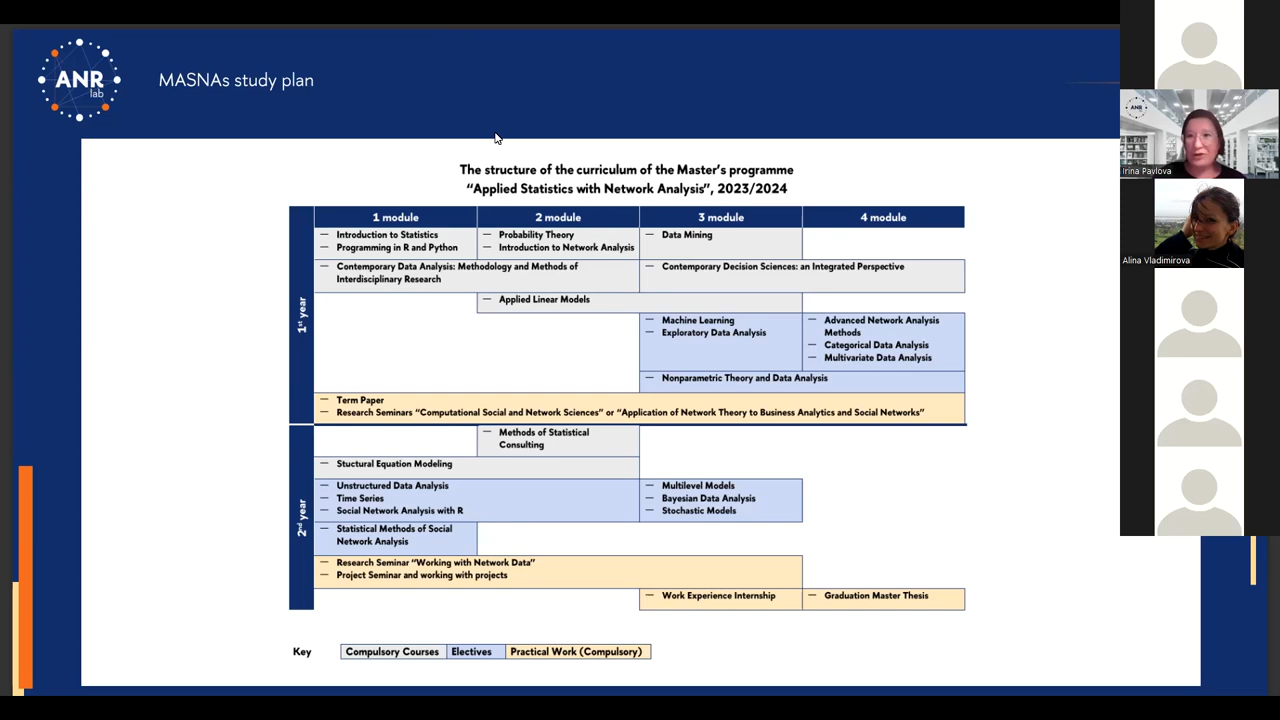 ANR
lab
MASNAs study plan
The structure of the curriculum of the Master's programme
“Applied Statistics with Network Analysis”, 2023/2024
1 module
2 module
3 module
4 module
1st year
— Introduction to Statistics
— Programming in R and Python
— Probability Theory
— Introduction to Network Analysis
— Data Mining
— Contemporary Data Analysis: Methodology and Methods of
Interdisciplinary Research
— Contemporary Decision Sciences: an Integrated Perspective
— Applied Linear Models
— Machine Learning
— Exploratory Data Analysis
— Advanced Network Analysis
Methods
— Categorical Data Analysis
— Multivariate Data Analysis
— Nonparametric Theory and Data Analysis
— Term Paper
— Research Seminars “Computational Social and Network Sciences” or “Application of Network Theory to Business Analytics and Social Networks”
2nd year
— Methods of Statistical
Consulting
— Stuctural Equation Modeling
— Unstructured Data Analysis
— Time Series
— Social Network Analysis with R
— Multilevel Models
— Bayesian Data Analysis
— Stochastic Models
— Statistical Methods of Social
Network Analysis
— Research Seminar “Working with Network Data”
— Project Seminar and working with projects
— Work Experience Internship
— Graduation Master Thesis
Key
Compulsory Courses
Electives
Practical Work (Compulsory)
ANR
Irina Pavlova
Alina Vladimirova